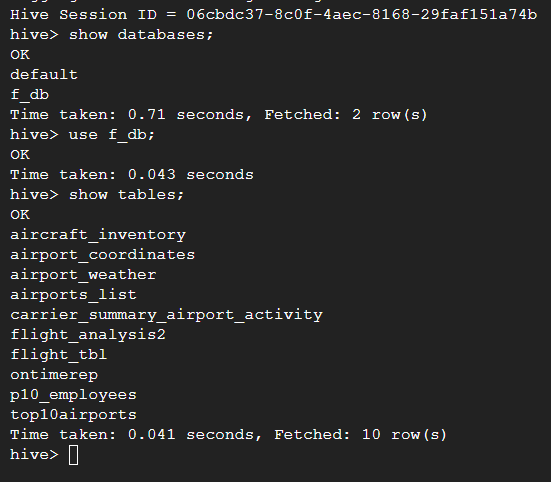 Hive Session ID = 06cbdc37-8c0f-4aec-8168-29faf151a74b
hive> show databases;
OK
default
f_db
Time taken: 0.71 seconds, Fetched: 2 row(s)
hive> use f_db;
OK
Time taken: 0.043 seconds
hive> show tables;
OK
aircraft_inventory
airport_coordinates
airport_weather
airports_list
carrier_summary_airport_activity
flight_analysis2
flight_tbl
ontimerep
p10_employees
top10airports
Time taken: 0.041 seconds, Fetched: 10 row(s)
hive>